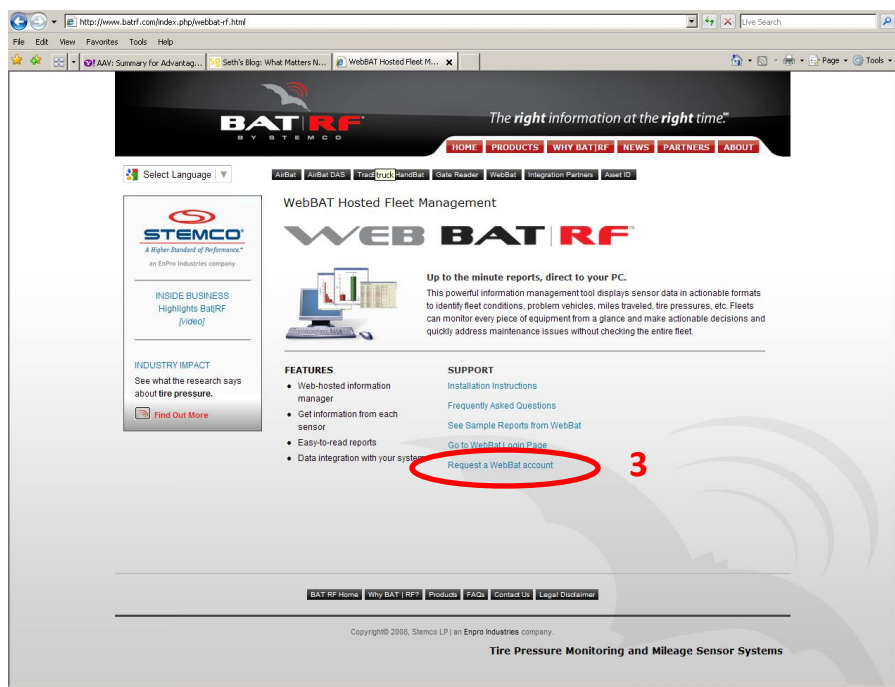 http://www.batrf.com/index.php/webbat-rf.html
Live Search
File Edit View Favorites Tools Help
AAV: Summary for Advantag... Seth's Blog: What Matters N... WebBAT Hosted Fleet M... Page Tools
BAT RF
BY STEMCO
The right information at the right time.™
HOME PRODUCTS WHY BAT|RF NEWS PARTNERS ABOUT
Select Language
AirBat AirBat DAS truck HandBat Gate Reader WebBat Integration Partners Asset ID
WebBAT Hosted Fleet Management
WEB BAT RF
STEMCO
A Higher Standard of Performance.™
an EnPro Industries company
INSIDE BUSINESS
Highlights Bat|RF
[video]
INDUSTRY IMPACT
See what the research says
about tire pressure.
Find Out More
Up to the minute reports, direct to your PC.
This powerful information management tool displays sensor data in actionable formats
to identify fleet conditions, problem vehicles, miles traveled, tire pressures, etc. Fleets
can monitor every piece of equipment from a glance and make actionable decisions and
quickly address maintenance issues without checking the entire fleet.
FEATURES
• Web-hosted information
manager
• Get information from each
sensor
• Easy-to-read reports
• Data integration with your system
SUPPORT
Installation Instructions
Frequently Asked Questions
See Sample Reports from WebBat
Go to WebBat Login Page
Request a WebBat account
3
BAT RF Home Why BAT | RF? Products FAQs Contact Us Legal Disclaimer
Copyright© 2008, Stemco LP | an Enpro Industries company.
Tire Pressure Monitoring and Mileage Sensor Systems